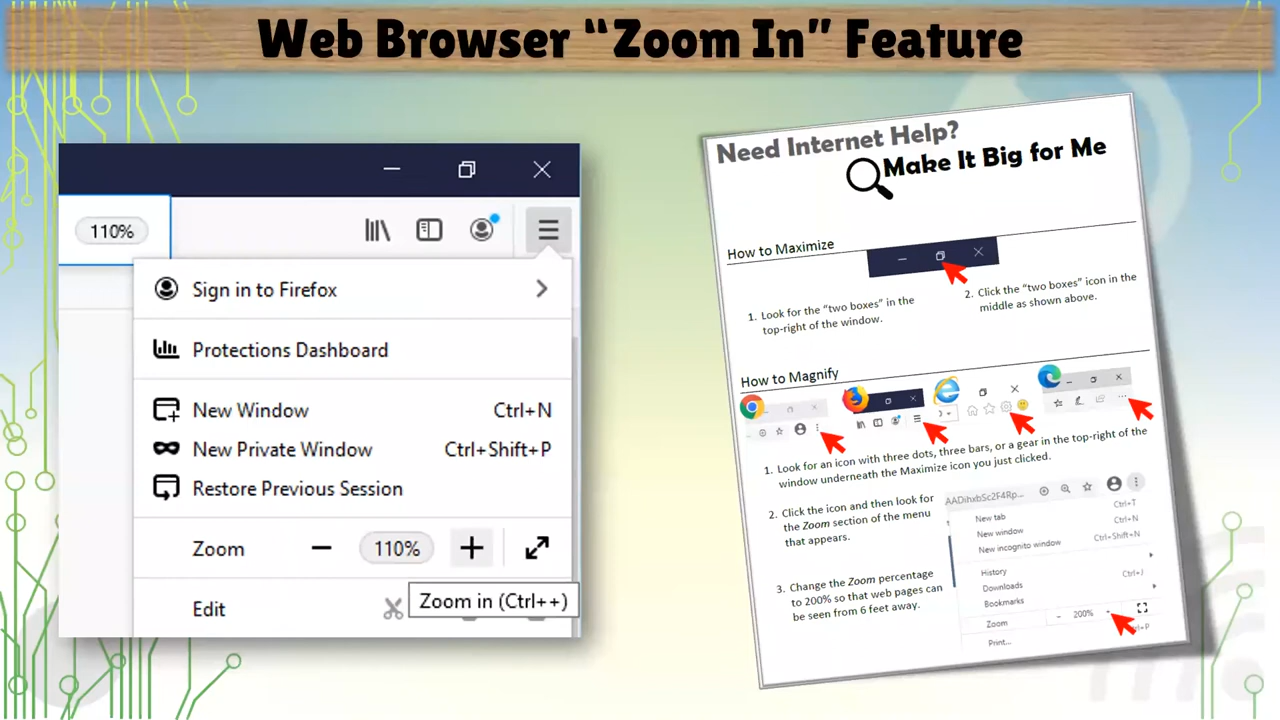 Web Browser “Zoom In” Feature
110%
Sign in to Firefox
Protections Dashboard
New Window Ctrl+N
New Private Window Ctrl+Shift+P
Restore Previous Session
Zoom 110%
Zoom in (Ctrl++)
Edit
Need Internet Help?
Make It Big for Me
How to Maximize
1. Look for the “two boxes” in the
top-right of the window.
2. Click the “two boxes” icon in the
middle as shown above.
How to Magnify
1. Look for an icon with three dots, three bars, or a gear in the top-right of the
window underneath the Maximize icon you just clicked.
2. Click the icon and then look for
the Zoom section of the menu
that appears.
3. Change the Zoom percentage
to 200% so that web pages can
be seen from 6 feet away.
AADihxbSc2F4Rp...
New tab Ctrl+T
New window Ctrl+N
New incognito window Ctrl+Shift+N
History
Downloads Ctrl+J
Bookmarks
Zoom - 200% +
Print... Ctrl+P